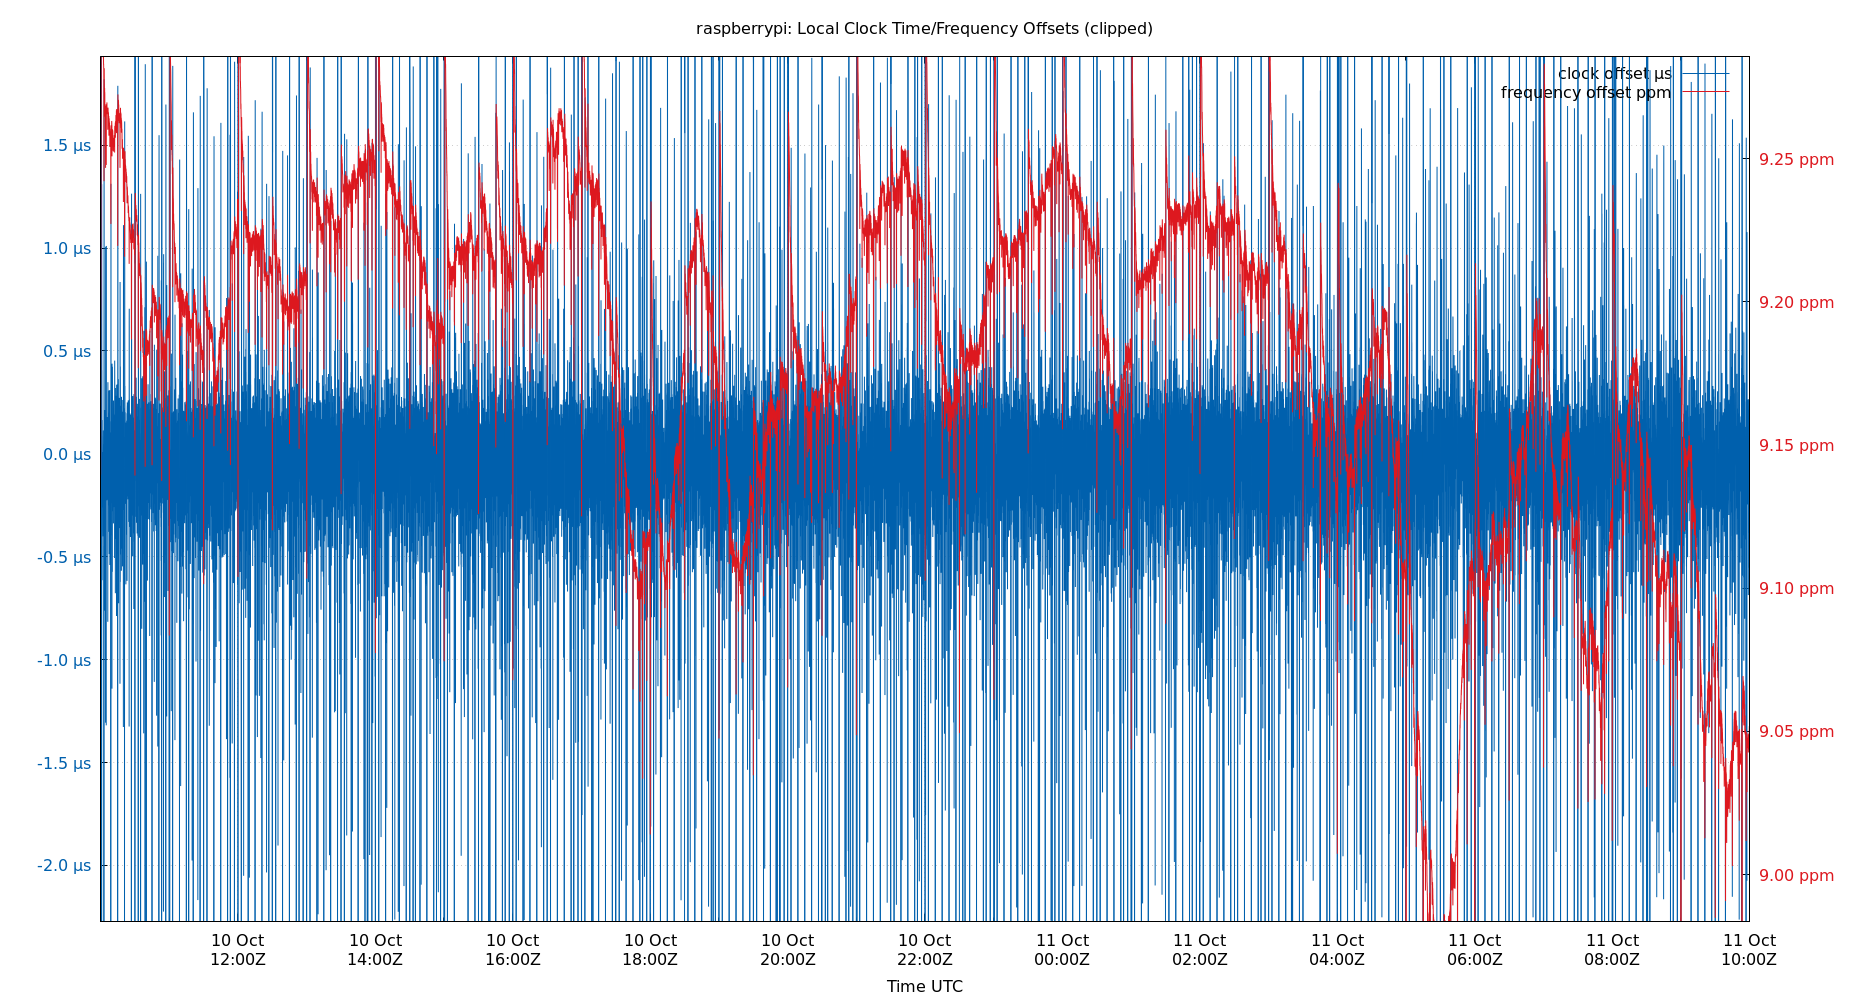 raspberrypi: Local Clock Time/Frequency Offsets (clipped)
clock offset µs
frequency offset ppm
1.5 µs
1.0 µs
0.5 µs
0.0 µs
-0.5 µs
-1.0 µs
-1.5 µs
-2.0 µs
9.25 ppm
9.20 ppm
9.15 ppm
9.10 ppm
9.05 ppm
9.00 ppm
10 Oct 10 Oct 10 Oct 10 Oct 10 Oct 10 Oct 11 Oct 11 Oct 11 Oct 11 Oct 11 Oct 11 Oct
12:00Z 14:00Z 16:00Z 18:00Z 20:00Z 22:00Z 00:00Z 02:00Z 04:00Z 06:00Z 08:00Z 10:00Z
Time UTC